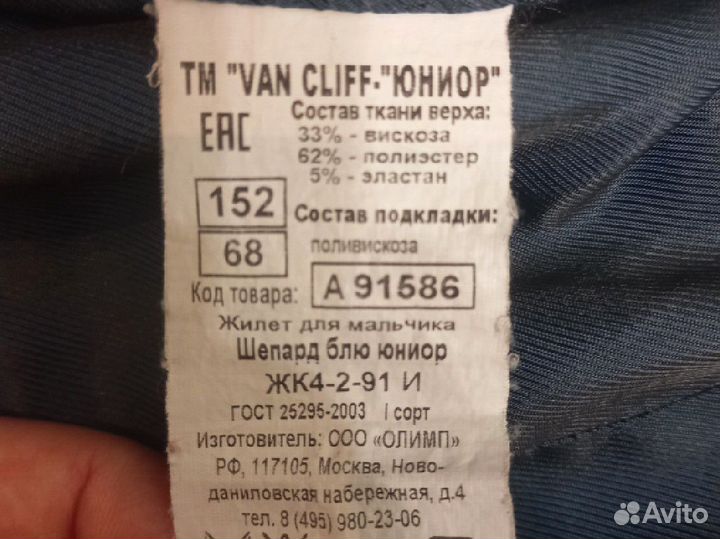 ТМ "VAN CLIFF-"ЮНИОР"
EAC
Состав ткани верха:
33% - вискоза
62% - полиэстер
5% - эластан
152
68
Состав подкладки:
поливискоза
Код товара: А 91586
Жилет для мальчика
Шепард блю юниор
ЖК4-2-91 И
ГОСТ 25295-2003 I сорт
Изготовитель: ООО «ОЛИМП»
РФ, 117105, Москва, Ново-
даниловская набережная, д.4
тел. 8 (495) 980-23-06
Avito